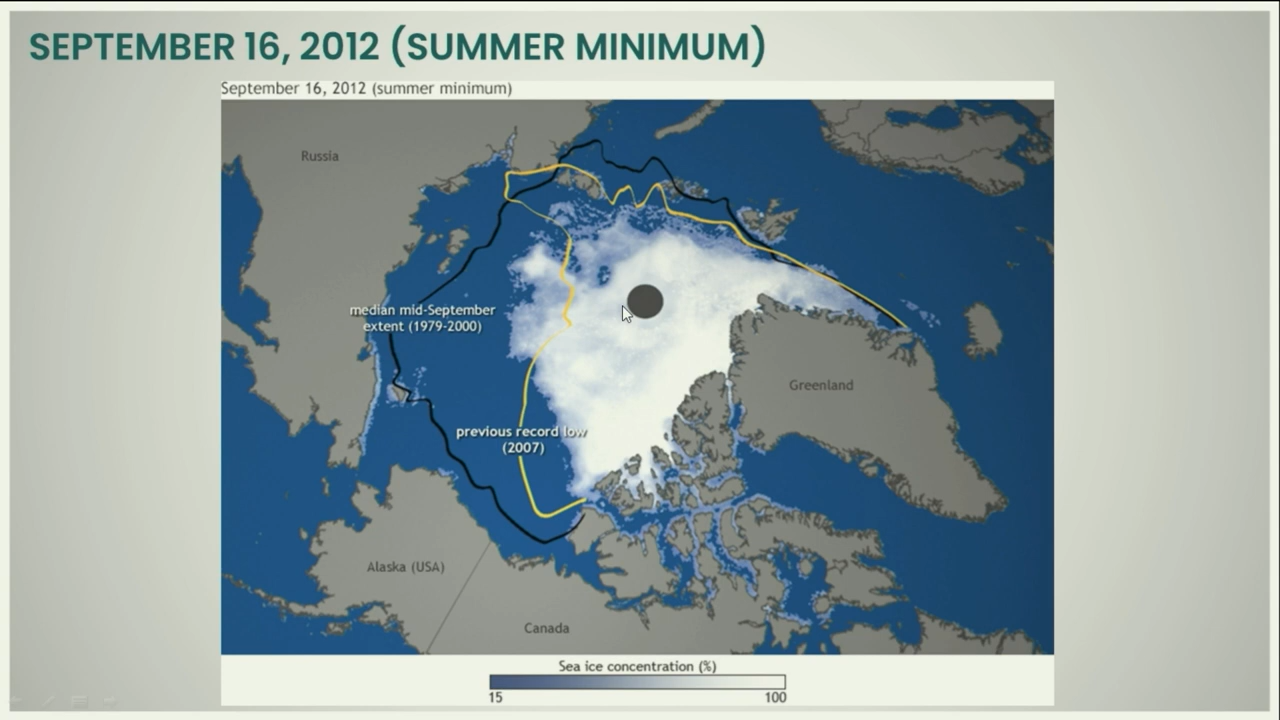 SEPTEMBER 16, 2012 (SUMMER MINIMUM)
September 16, 2012 (summer minimum)
Russia
median mid-September
extent (1979-2000)
Greenland
previous record low
(2007)
Alaska (USA)
Canada
Sea ice concentration (%)
15
100